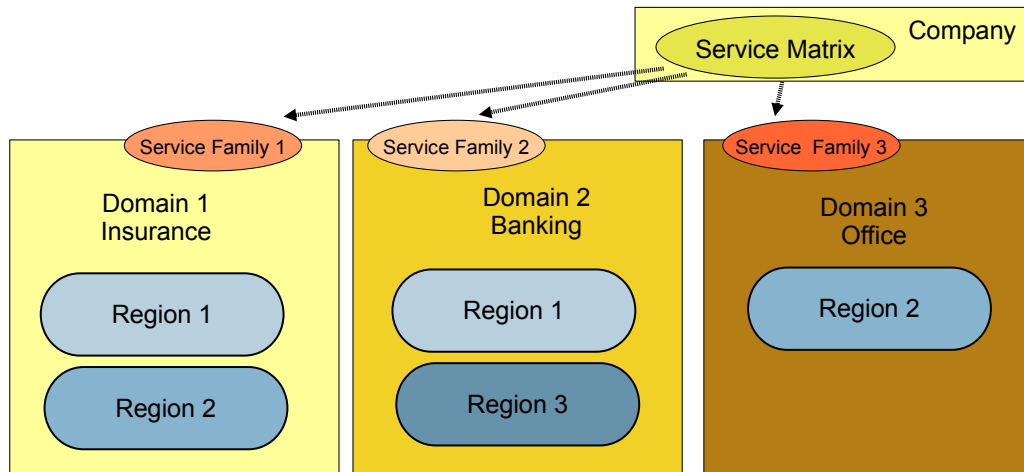 Company
Service Matrix
Service Family 1
Service Family 2
Service Family 3
Domain 1
Insurance
Domain 2
Banking
Domain 3
Office
Region 1
Region 1
Region 2
Region 2
Region 3